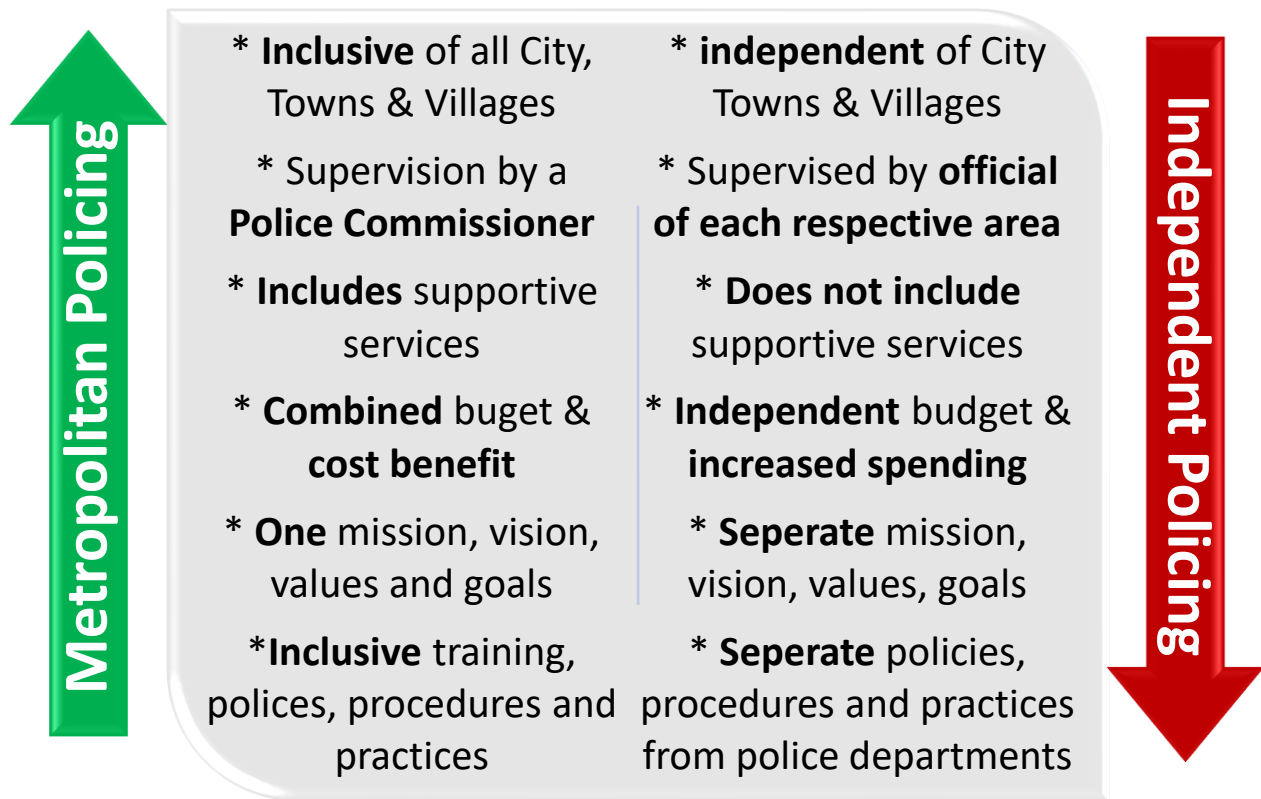 Metropolitan Policing
* Inclusive of all City,
Towns & Villages
* Supervision by a
Police Commissioner
* Includes supportive
services
* Combined buget &
cost benefit
* One mission, vision,
values and goals
*Inclusive training,
polices, procedures and
practices
* independent of City
Towns & Villages
* Supervised by official
of each respective area
* Does not include
supportive services
* Independent budget &
increased spending
* Seperate mission,
vision, values, goals
* Seperate policies,
procedures and practices
from police departments
Independent Policing